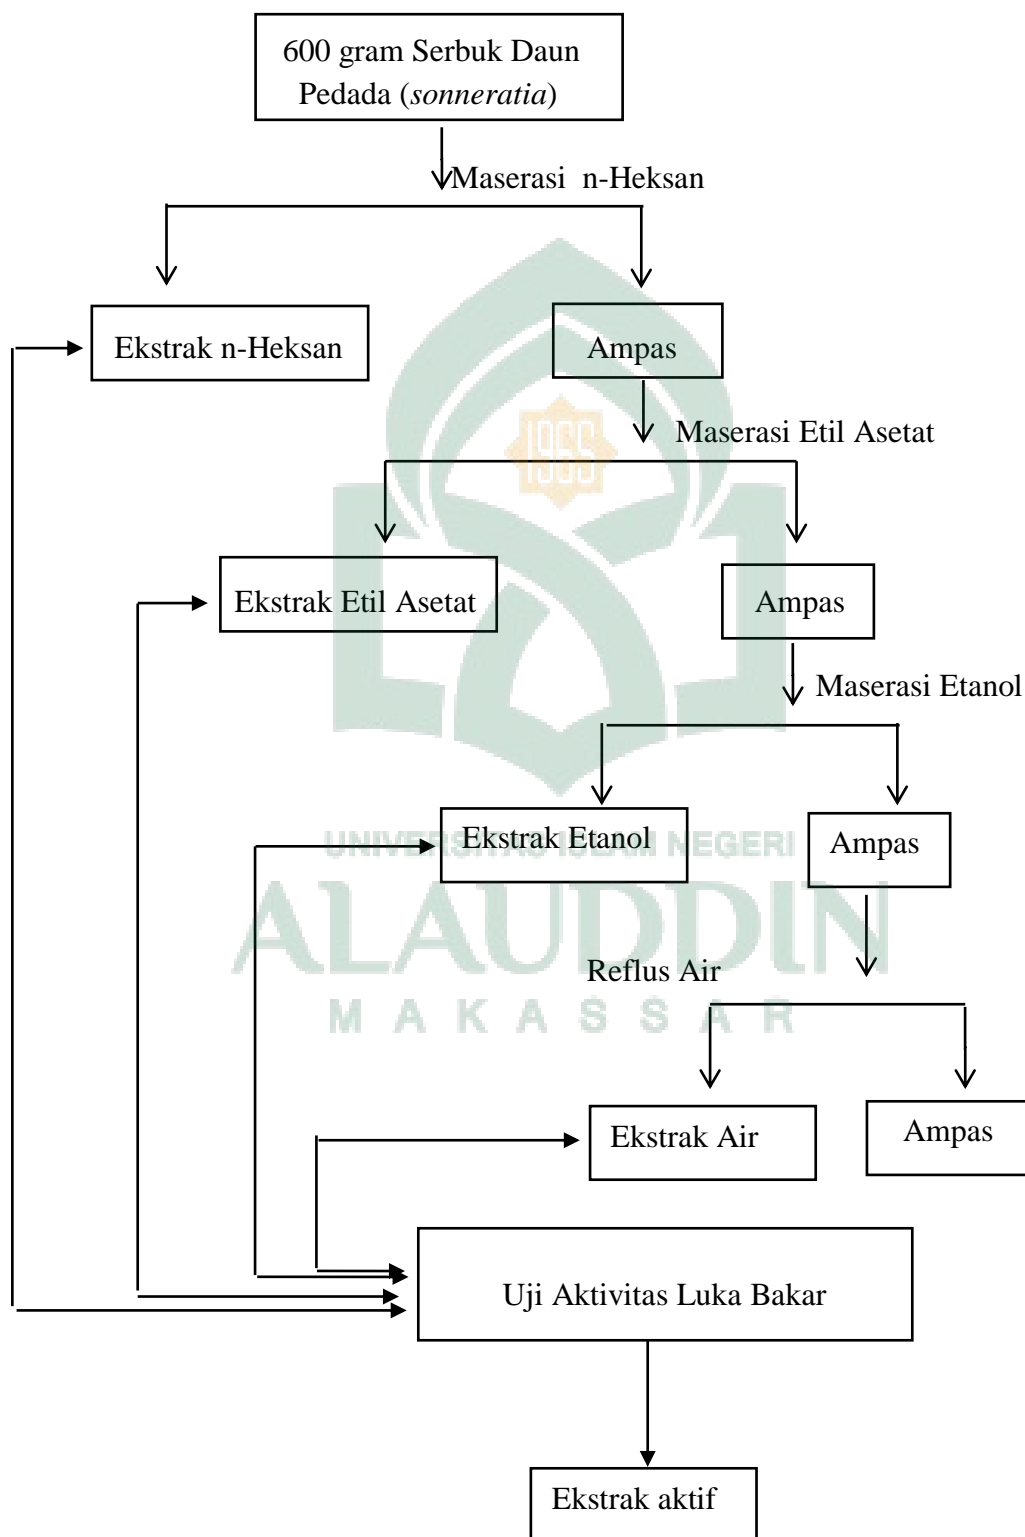 600 gram Serbuk Daun
Pedada (sonneratia)
Maserasi n-Heksan
Ekstrak n-Heksan
Ampas
1965
Maserasi Etil Asetat
Ekstrak Etil Asetat
Ampas
Maserasi Etanol
Ekstrak Etanol
Ampas
UNIVERSITAS ISLAM NEGERI
ALAUDDIN
Reflus Air
MAKASSAR
Ekstrak Air
Ampas
Uji Aktivitas Luka Bakar
Ekstrak aktif